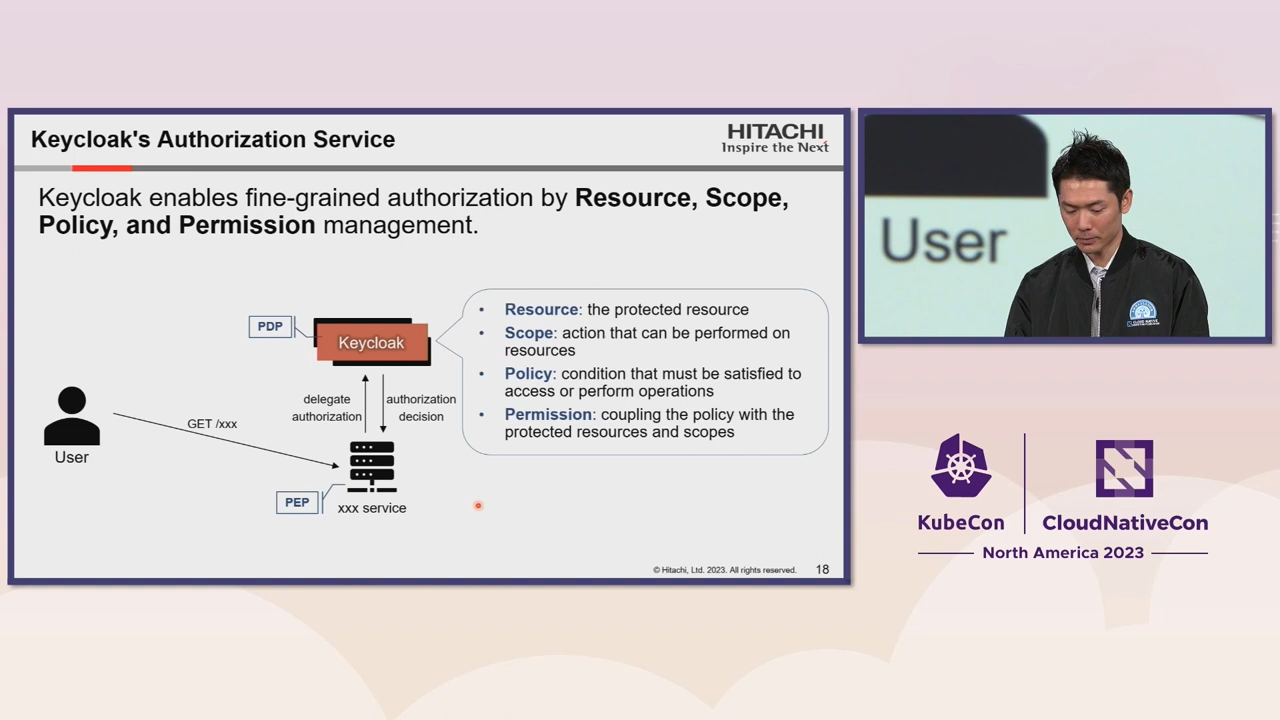 Keycloak's Authorization Service
HITACHI
Inspire the Next
Keycloak enables fine-grained authorization by Resource, Scope,
Policy, and Permission management.
PDP
Keycloak
• Resource: the protected resource
• Scope: action that can be performed on
resources
• Policy: condition that must be satisfied to
access or perform operations
• Permission: coupling the policy with the
protected resources and scopes
delegate
authorization
authorization
decision
GET /xxx
User
PEP
xxx service
© Hitachi, Ltd. 2023. All rights reserved.
18
User
KubeCon
CloudNativeCon
North America 2023